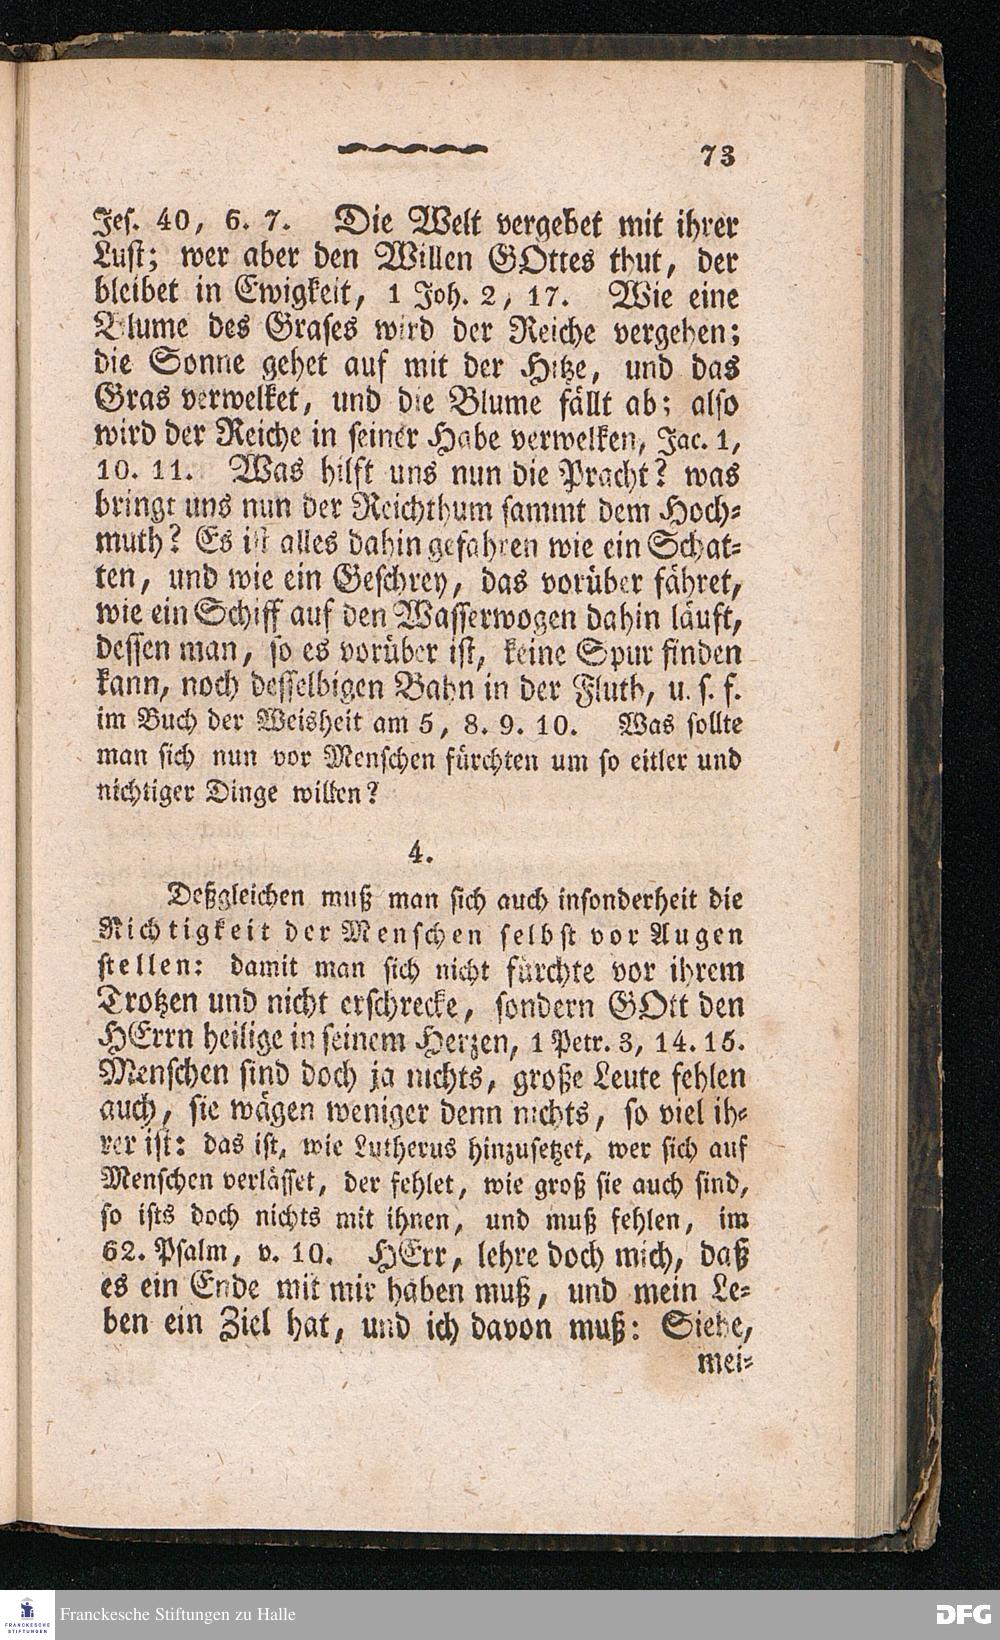 73
Jes. 40, 6. 7. Die Welt vergehet mit ihrer
Lust; wer aber den Willen GOttes thut, der
bleibet in Ewigkeit, 1 Joh. 2, 17. Wie eine
Blume des Grases wird der Reiche vergehen;
die Sonne gehet auf mit der Hitze, und das
Gras verwelket, und die Blume fällt ab; also
wird der Reiche in seiner Habe verwelken, Jac. 1,
10. 11. Was hilft uns nun die Pracht? was
bringt uns nun der Reichthum sammt dem Hoch-
muth? Es ist alles dahin gefahren wie ein Schat-
ten, und wie ein Geschrey, das vorüber fähret,
wie ein Schiff auf den Wasserwogen dahin läuft,
dessen man, so es vorüber ist, keine Spur finden
kann, noch desselbigen Bahn in der Fluth, u. s. f.
im Buch der Weisheit am 5, 8. 9. 10. Was sollte
man sich nun vor Menschen fürchten um so eitler und
nichtiger Dinge willen?
4.
Deßgleichen muß man sich auch insonderheit die
Nichtigkeit der Menschen selbst vor Augen
stellen: damit man sich nicht fürchte vor ihrem
Trotzen und nicht erschrecke, sondern GOtt den
HErrn heilige in seinem Herzen, 1 Petr. 3, 14. 15.
Menschen sind doch ja nichts, große Leute fehlen
auch, sie wägen weniger denn nichts, so viel ih-
rer ist: das ist, wie Lutherus hinzusetzet, wer sich auf
Menschen verlässet, der fehlet, wie groß sie auch sind,
so ists doch nichts mit ihnen, und muß fehlen, im
62. Psalm, v. 10. HErr, lehre doch mich, daß
es ein Ende mit mir haben muß, und mein Le-
ben ein Ziel hat, und ich davon muß: Siehe,
mei-
FRANCKESCHE
STIFTUNGEN
Franckesche Stiftungen zu Halle
DFG